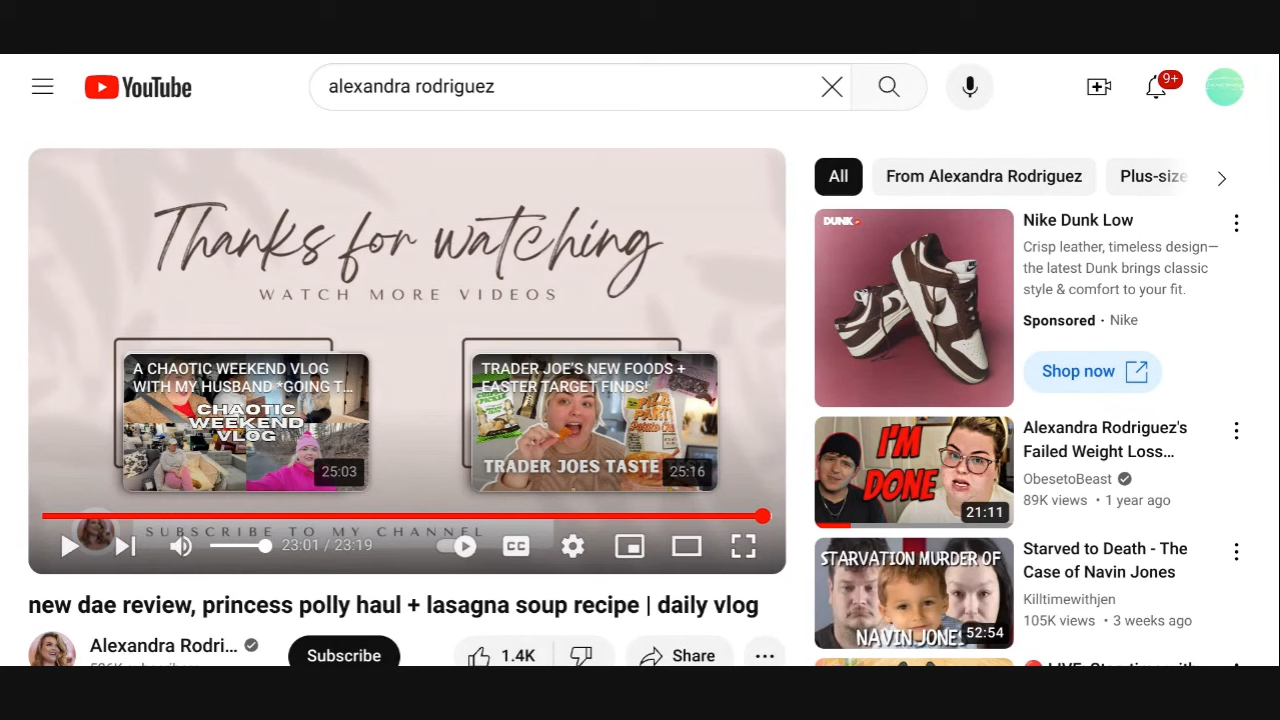 YouTube
alexandra rodriguez
9+
Thanks for watching
WATCH MORE VIDEOS
A CHAOTIC WEEKEND VLOG
WITH MY HUSBAND *GOING T...
CHAOTIC
WEEKEND
VLOG
25:03
TRADER JOE'S NEW FOODS +
EASTER TARGET FINDS!
PIZZA
PARTY
TRADER JOES TASTE
25:16
SUBSCRIBE TO MY CHANNEL
23:01 / 23:19
CC
new dae review, princess polly haul + lasagna soup recipe | daily vlog
Alexandra Rodri...
Subscribe
1.4K
Share
All
From Alexandra Rodriguez
Plus-size
DUNK
Nike Dunk Low
Crisp leather, timeless design—
the latest Dunk brings classic
style & comfort to your fit.
Sponsored • Nike
Shop now
I'M
DONE
21:11
Alexandra Rodriguez's
Failed Weight Loss...
ObesetoBeast
89K views • 1 year ago
STARVATION MURDER OF
NAVIN JONES
52:54
Starved to Death - The
Case of Navin Jones
Killtimewithjen
105K views • 3 weeks ago